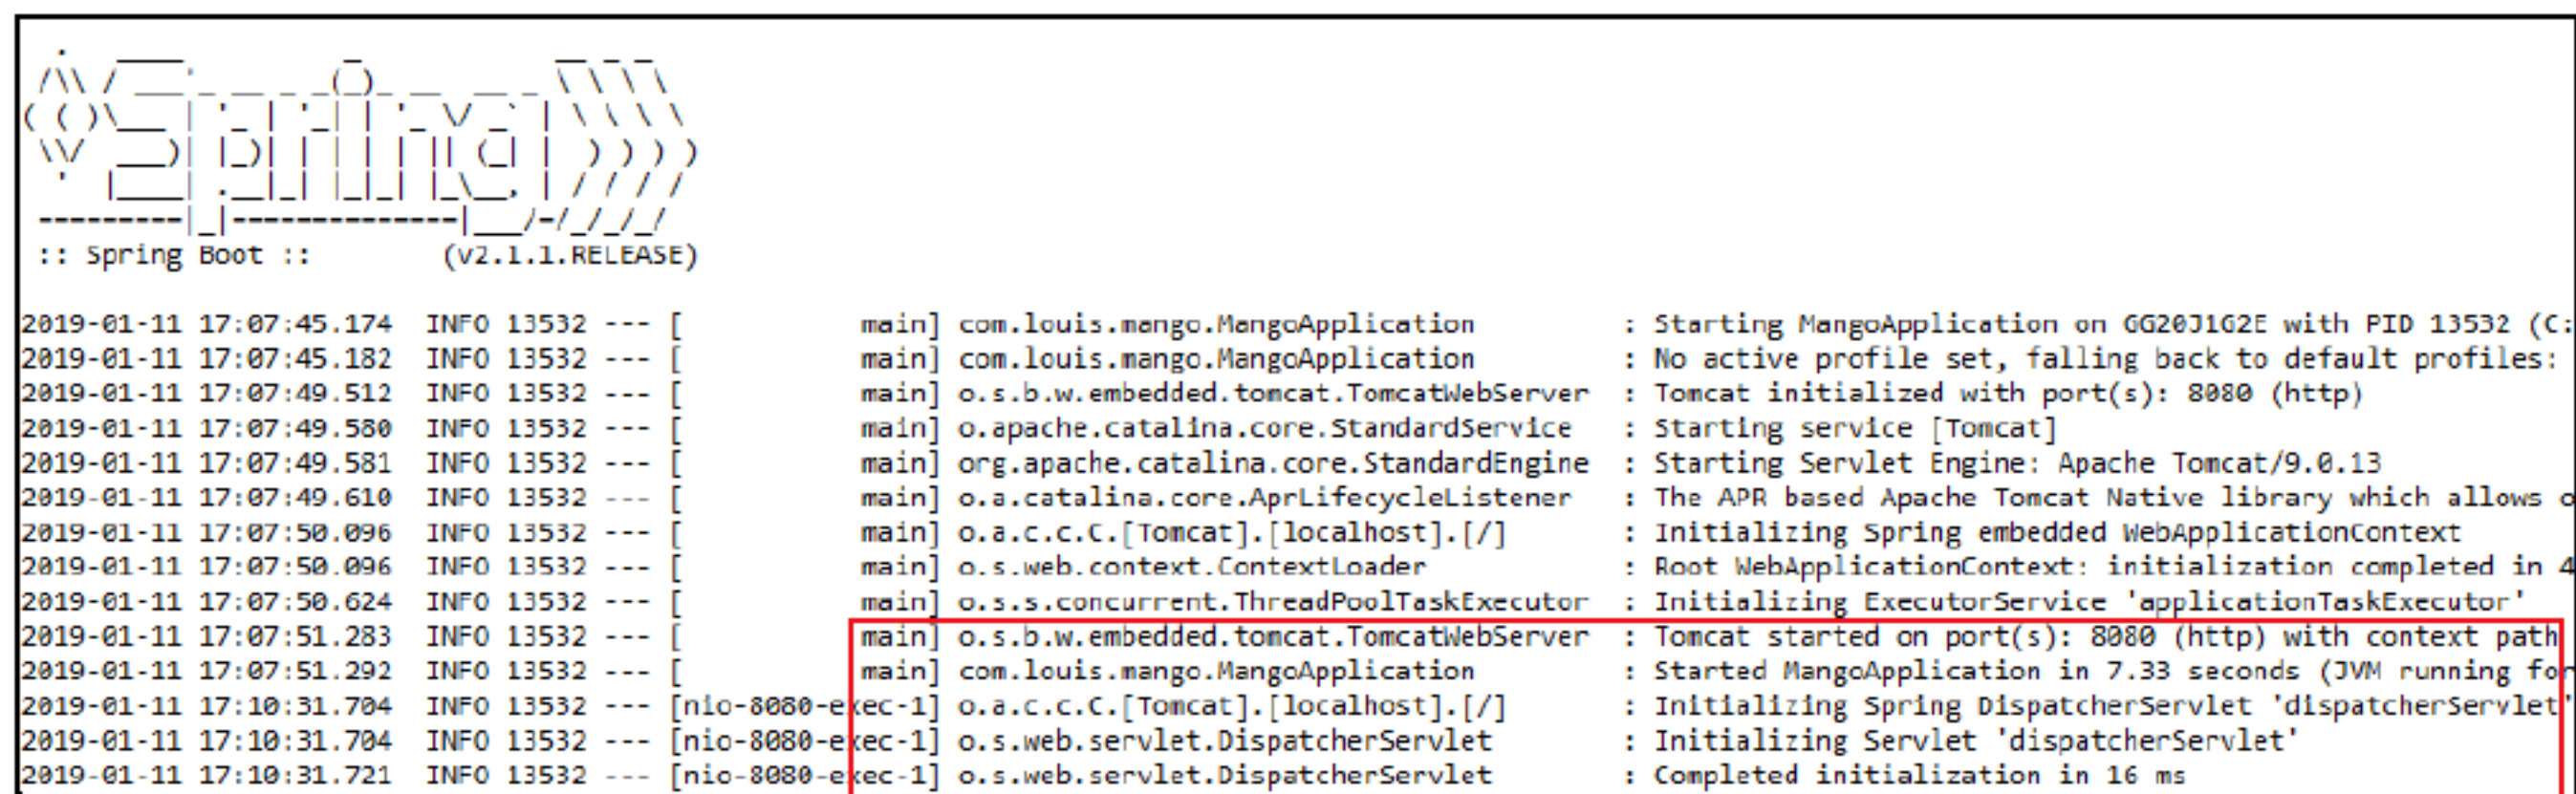 :: Spring Boot ::        (v2.1.1.RELEASE)
2019-01-11 17:07:45.174  INFO 13532 --- [           main] com.louis.mango.MangoApplication         : Starting MangoApplication on GG20J1G2E with PID 13532 (C:
2019-01-11 17:07:45.182  INFO 13532 --- [           main] com.louis.mango.MangoApplication         : No active profile set, falling back to default profiles:
2019-01-11 17:07:49.512  INFO 13532 --- [           main] o.s.b.w.embedded.tomcat.TomcatWebServer  : Tomcat initialized with port(s): 8080 (http)
2019-01-11 17:07:49.580  INFO 13532 --- [           main] o.apache.catalina.core.StandardService   : Starting service [Tomcat]
2019-01-11 17:07:49.581  INFO 13532 --- [           main] org.apache.catalina.core.StandardEngine  : Starting Servlet Engine: Apache Tomcat/9.0.13
2019-01-11 17:07:49.610  INFO 13532 --- [           main] o.a.catalina.core.AprLifecycleListener   : The APR based Apache Tomcat Native library which allows o
2019-01-11 17:07:50.096  INFO 13532 --- [           main] o.a.c.c.C.[Tomcat].[localhost].[/]       : Initializing Spring embedded WebApplicationContext
2019-01-11 17:07:50.096  INFO 13532 --- [           main] o.s.web.context.ContextLoader            : Root WebApplicationContext: initialization completed in 4
2019-01-11 17:07:50.624  INFO 13532 --- [           main] o.s.s.concurrent.ThreadPoolTaskExecutor  : Initializing ExecutorService 'applicationTaskExecutor'
2019-01-11 17:07:51.283  INFO 13532 --- [           main] o.s.b.w.embedded.tomcat.TomcatWebServer  : Tomcat started on port(s): 8080 (http) with context path
2019-01-11 17:07:51.292  INFO 13532 --- [           main] com.louis.mango.MangoApplication         : Started MangoApplication in 7.33 seconds (JVM running for
2019-01-11 17:10:31.704  INFO 13532 --- [nio-8080-exec-1] o.a.c.c.C.[Tomcat].[localhost].[/]       : Initializing Spring DispatcherServlet 'dispatcherServlet'
2019-01-11 17:10:31.704  INFO 13532 --- [nio-8080-exec-1] o.s.web.servlet.DispatcherServlet        : Initializing Servlet 'dispatcherServlet'
2019-01-11 17:10:31.721  INFO 13532 --- [nio-8080-exec-1] o.s.web.servlet.DispatcherServlet        : Completed initialization in 16 ms